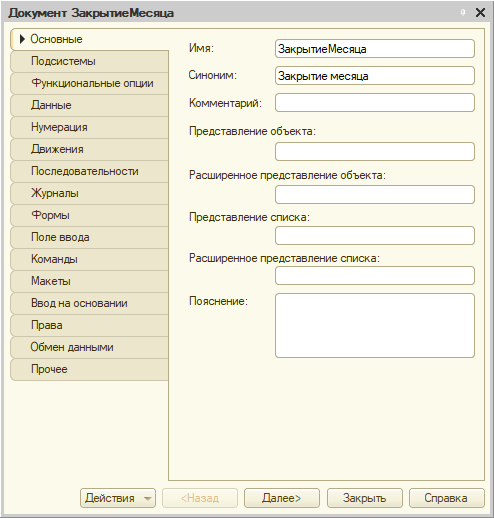 Документ ЗакрытиеМесяца
Основные
Подсистемы
Функциональные опции
Данные
Нумерация
Движения
Последовательности
Журналы
Формы
Поле ввода
Команды
Макеты
Ввод на основании
Права
Обмен данными
Прочее
Имя: ЗакрытиеМесяца
Синоним: Закрытие месяца
Комментарий:
Представление объекта:
Расширенное представление объекта:
Представление списка:
Расширенное представление списка:
Пояснение:
Действия <Назад Далее> Закрыть Справка